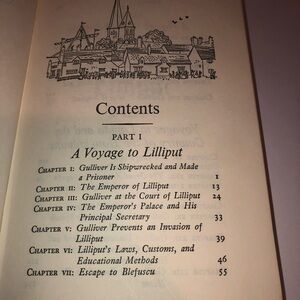 Contents
PART I
A Voyage to Lilliput
CHAPTER I: Gulliver Is Shipwrecked and Made
a Prisoner 1
CHAPTER II: The Emperor of Lilliput 13
CHAPTER III: Gulliver at the Court of Lilliput 24
CHAPTER IV: The Emperor's Palace and His
Principal Secretary 33
CHAPTER V: Gulliver Prevents an Invasion of
Lilliput 39
CHAPTER VI: Lilliput's Laws, Customs, and
Educational Methods 46
CHAPTER VII: Escape to Blefuscu 55